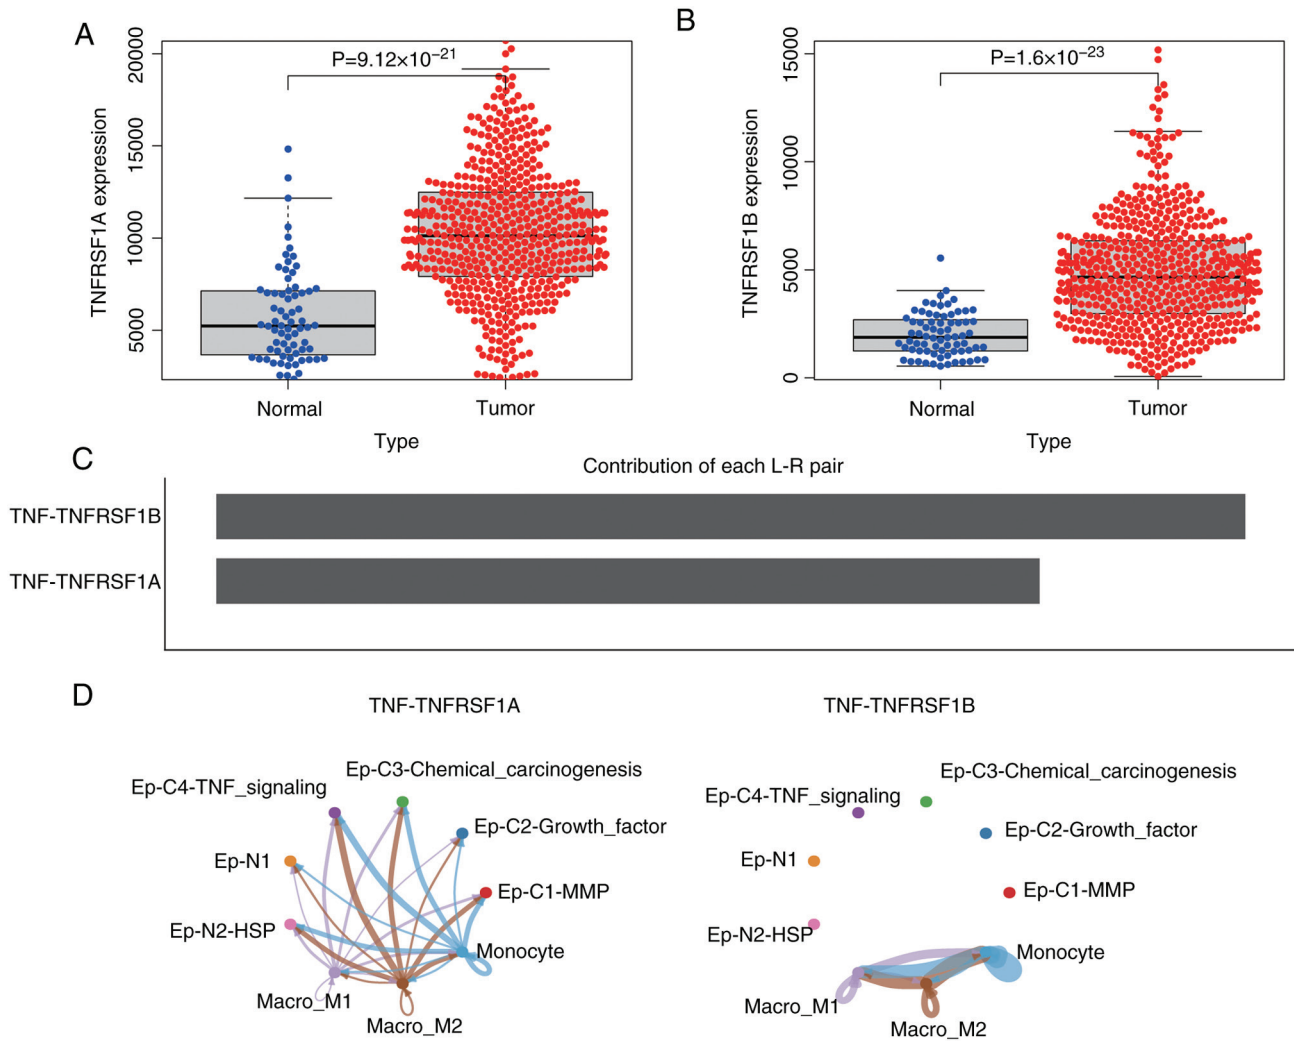 A
TNFRSF1A expression
20000
15000
10000
5000
P=9.12×10−21
Normal
Tumor
Type
B
TNFRSF1B expression
15000
10000
5000
0
P=1.6×10−23
Normal
Tumor
Type
C
Contribution of each L-R pair
TNF-TNFRSF1B
TNF-TNFRSF1A
D
TNF-TNFRSF1A
Ep-C3-Chemical_carcinogenesis
Ep-C4-TNF_signaling
Ep-C2-Growth_factor
Ep-N1
Ep-C1-MMP
Ep-N2-HSP
Monocyte
Macro_M1
Macro_M2
TNF-TNFRSF1B
Ep-C3-Chemical_carcinogenesis
Ep-C4-TNF_signaling
Ep-C2-Growth_factor
Ep-N1
Ep-C1-MMP
Ep-N2-HSP
Monocyte
Macro_M1
Macro_M2